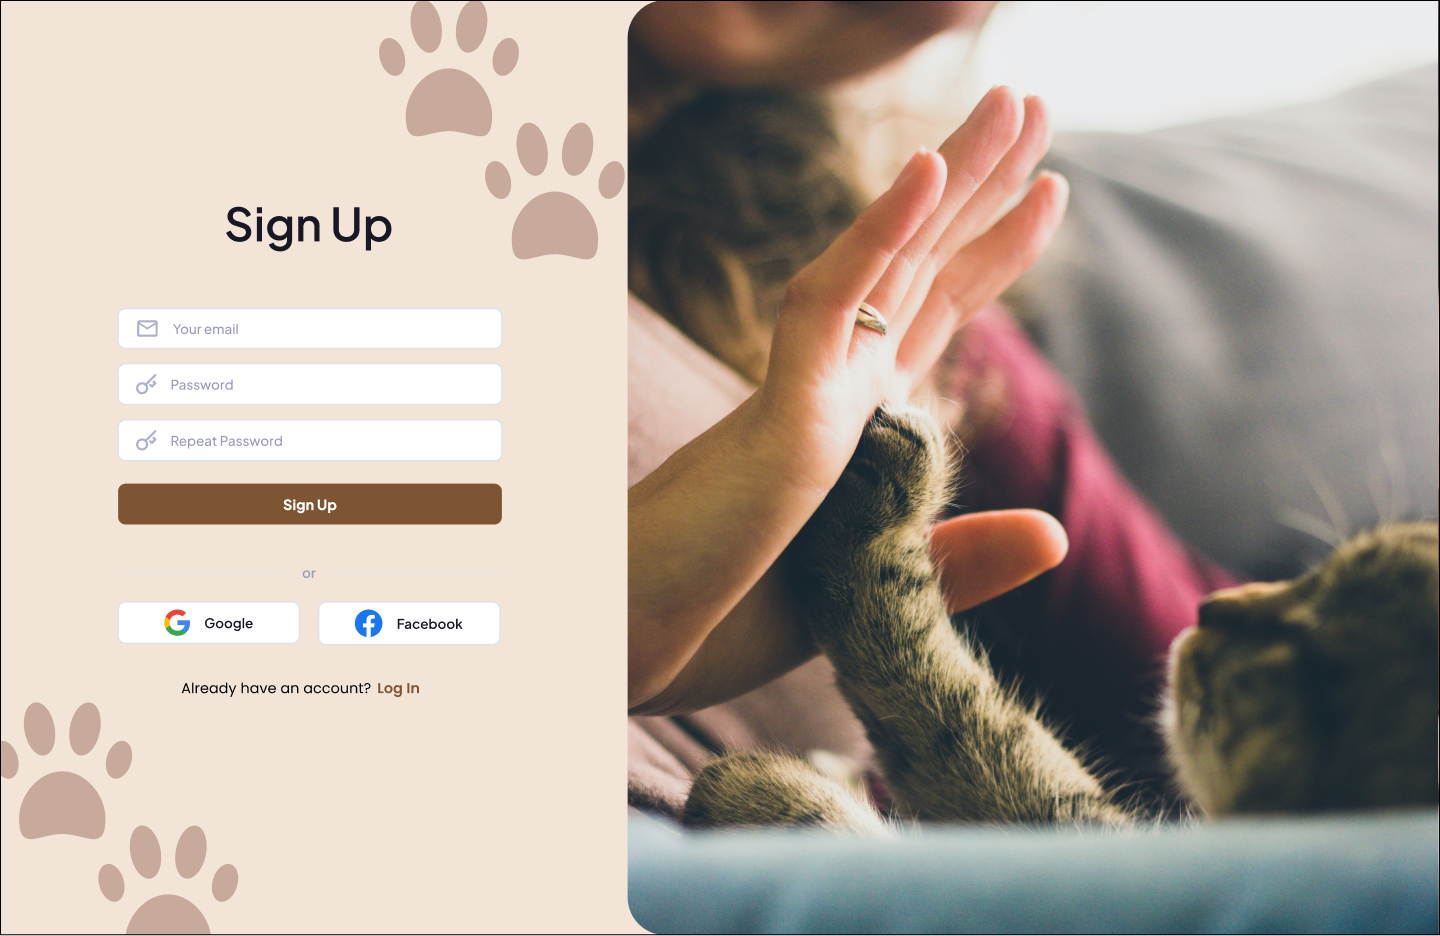 Sign Up
Your email
Password
Repeat Password
Sign Up
or
Google
Facebook
Already have an account? Log In